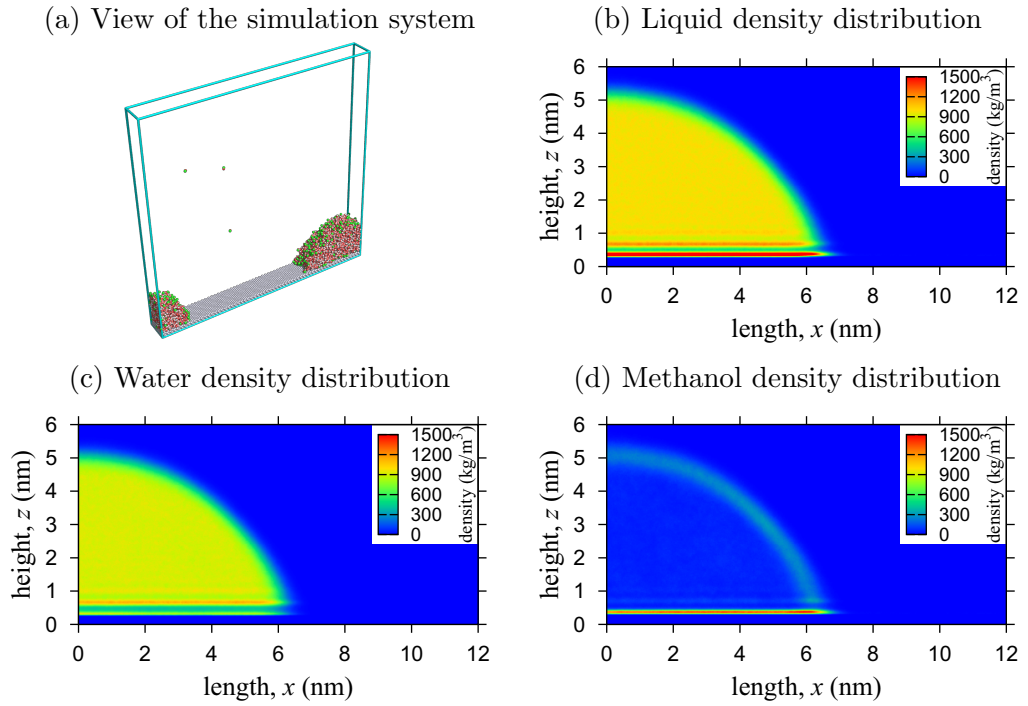 (a) View of the simulation system
(b) Liquid density distribution
6
5
4
3
2
1
0
height, z (nm)
0 2 4 6 8 10 12
length, x (nm)
1500
1200
900
600
300
0
density (kg/m³)
(c) Water density distribution
6
5
4
3
2
1
0
height, z (nm)
0 2 4 6 8 10 12
length, x (nm)
1500
1200
900
600
300
0
density (kg/m³)
(d) Methanol density distribution
6
5
4
3
2
1
0
height, z (nm)
0 2 4 6 8 10 12
length, x (nm)
1500
1200
900
600
300
0
density (kg/m³)